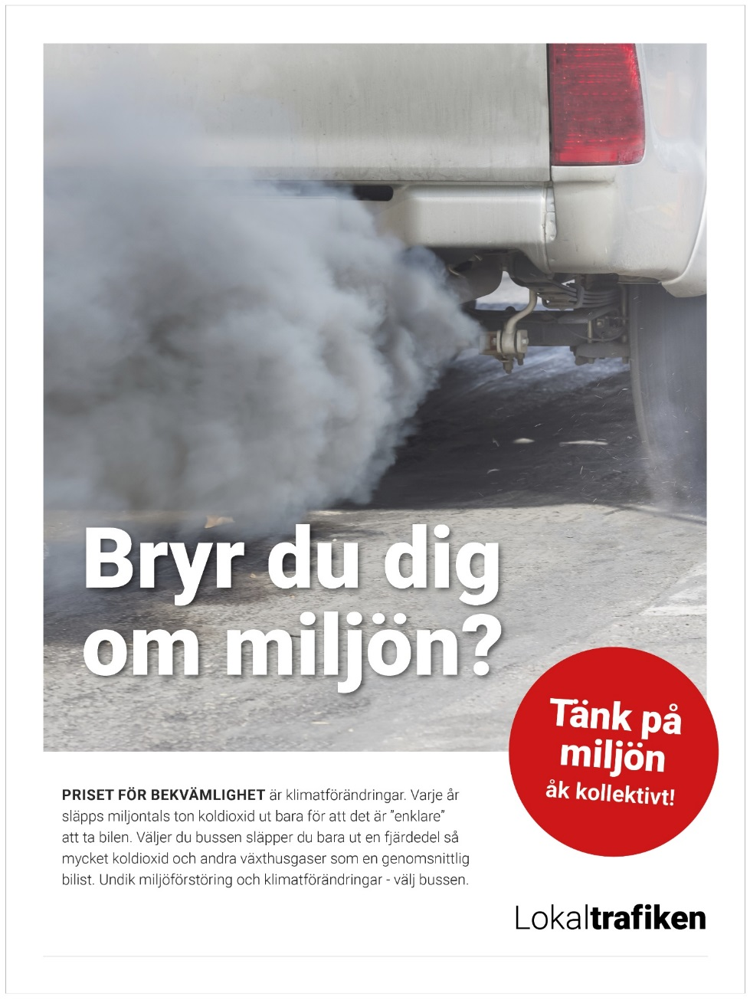 Bryr du dig
om miljön?
Tänk på
miljön
åk kollektivt!
PRISET FÖR BEKVÄMLIGHET är klimatförändringar. Varje år
släpps miljontals ton koldioxid ut bara för att det är ”enklare”
att ta bilen. Väljer du bussen släpper du bara ut en fjärdedel så
mycket koldioxid och andra växthusgaser som en genomsnittlig
bilist. Undik miljöförstöring och klimatförändringar - välj bussen.
Lokaltrafiken